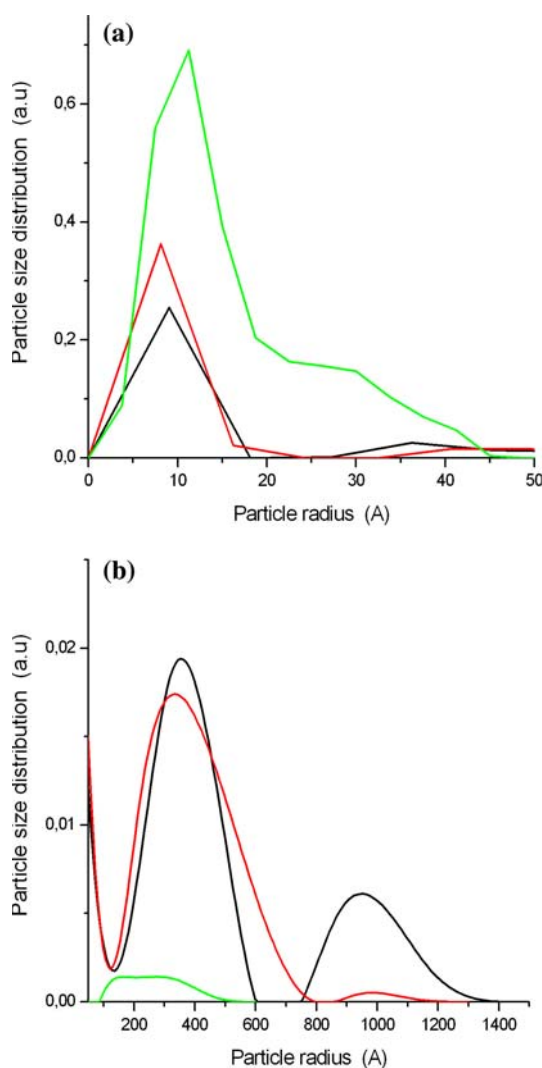 (a)
Particle size distribution (a.u)
0,6
0,4
0,2
0,0
0 10 20 30 40 50
Particle radius (A)
(b)
Particle size distribution (a.u)
0,02
0,01
0,00
200 400 600 800 1000 1200 1400
Particle radius (A)